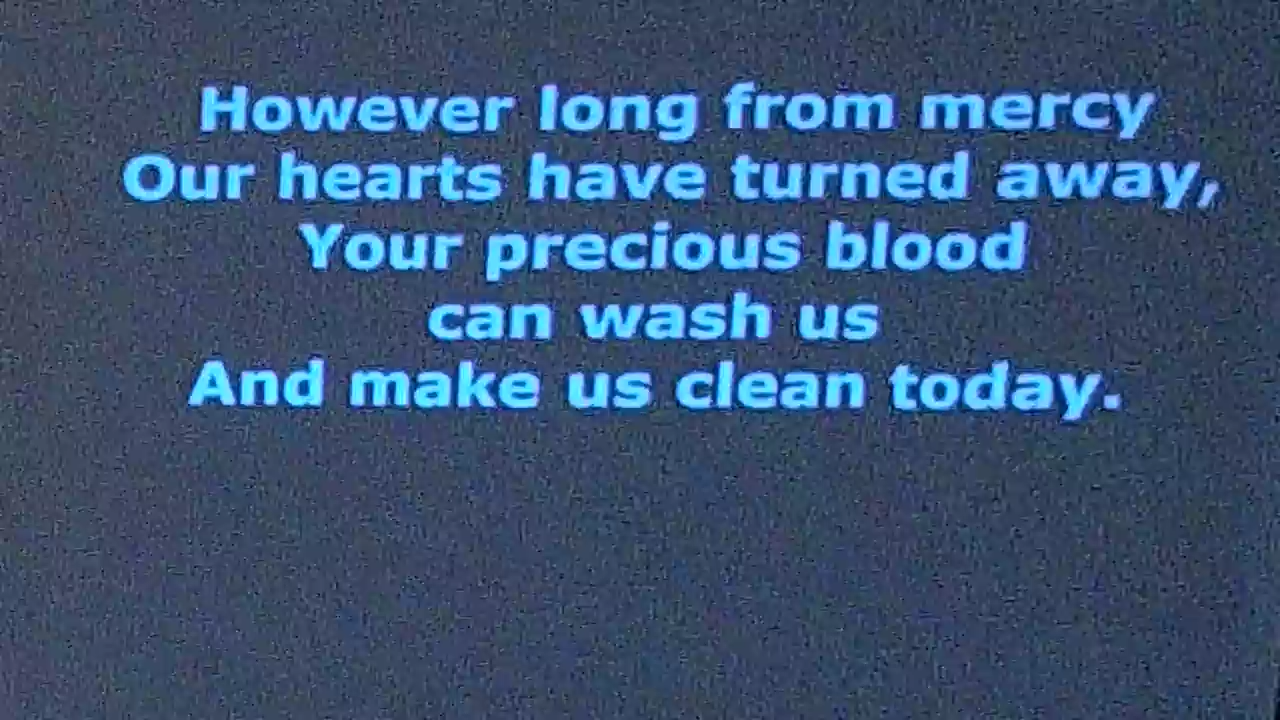 However long from mercy
Our hearts have turned away,
Your precious blood
can wash us
And make us clean today.